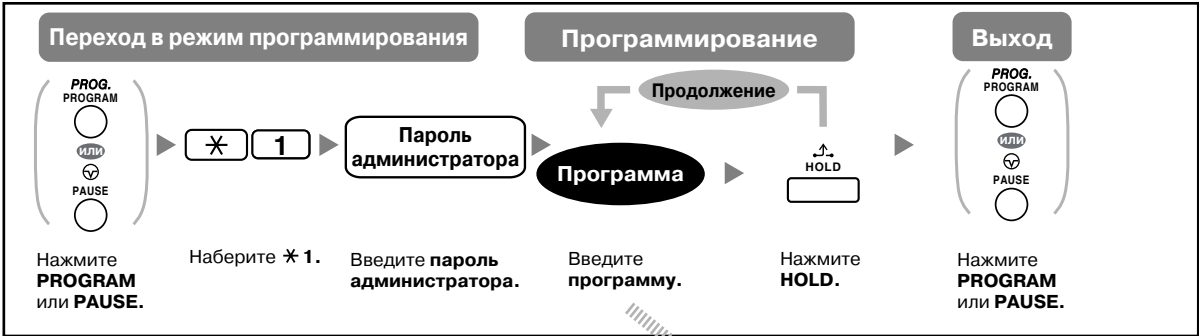 Переход в режим программирования
Программирование
Выход
PROG.
PROGRAM
или
PAUSE
✳ 1
Пароль
администратора
Продолжение
Программа
HOLD
PROG.
PROGRAM
или
PAUSE
Нажмите
PROGRAM
или PAUSE.
Наберите ✳ 1.
Введите пароль
администратора.
Введите
программу.
Нажмите
HOLD.
Нажмите
PROGRAM
или PAUSE.